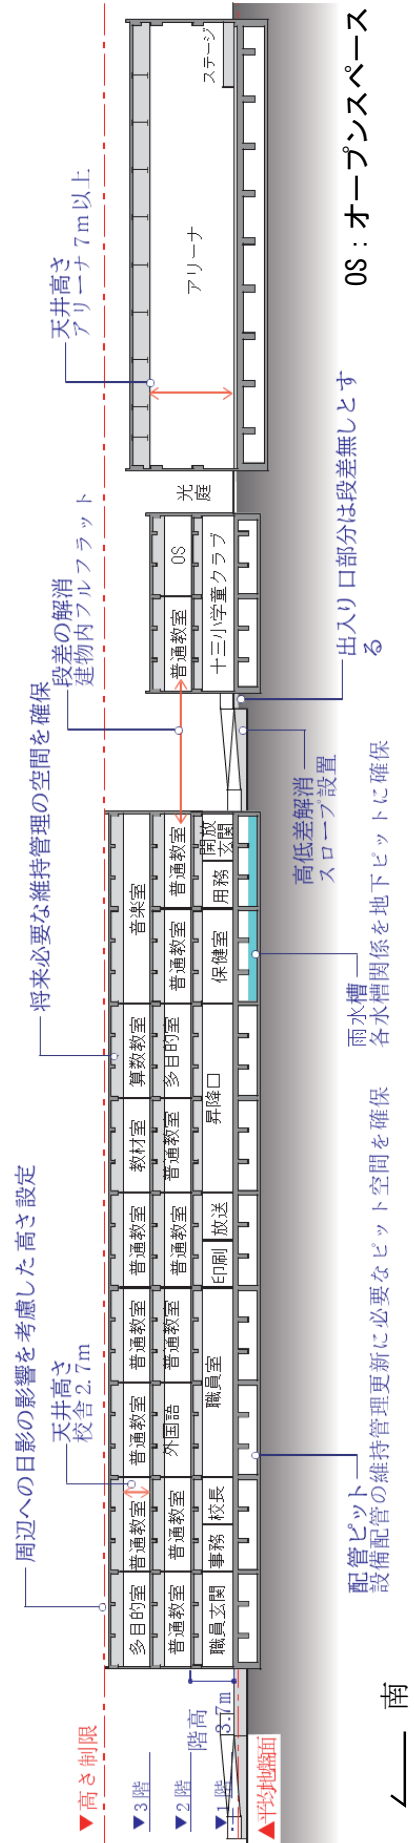 周辺への日影の影響を考慮した高さ設定
天井高さ
校舎2.7m
将来必要な維持管理の空間を確保
段差の解消
建物内フルフラット
天井高さ
アリーナ7m以上
▼高さ制限
▼3階
▼2階
階高
3.7m
▼1階
▲平均地盤面
多目的室
普通教室
普通教室
普通教室
普通教室
教材室
算数教室
音楽室
普通教室
普通教室
外国語
普通教室
普通教室
普通教室
多目的室
普通教室
普通教室
職員玄関
事務
校長
職員室
印刷
放送
昇降口
保健室
用務
開放
玄関
普通教室
OS
十三小学童クラブ
光
庭
アリーナ
ステージ
配管ピット
設備配管の維持管理更新に必要なピット空間を確保
雨水槽
各水槽関係を地下ピットに確保
高低差解消
スロープ設置
出入り口部分は段差無しとす
る
OS：オープンスペース
南